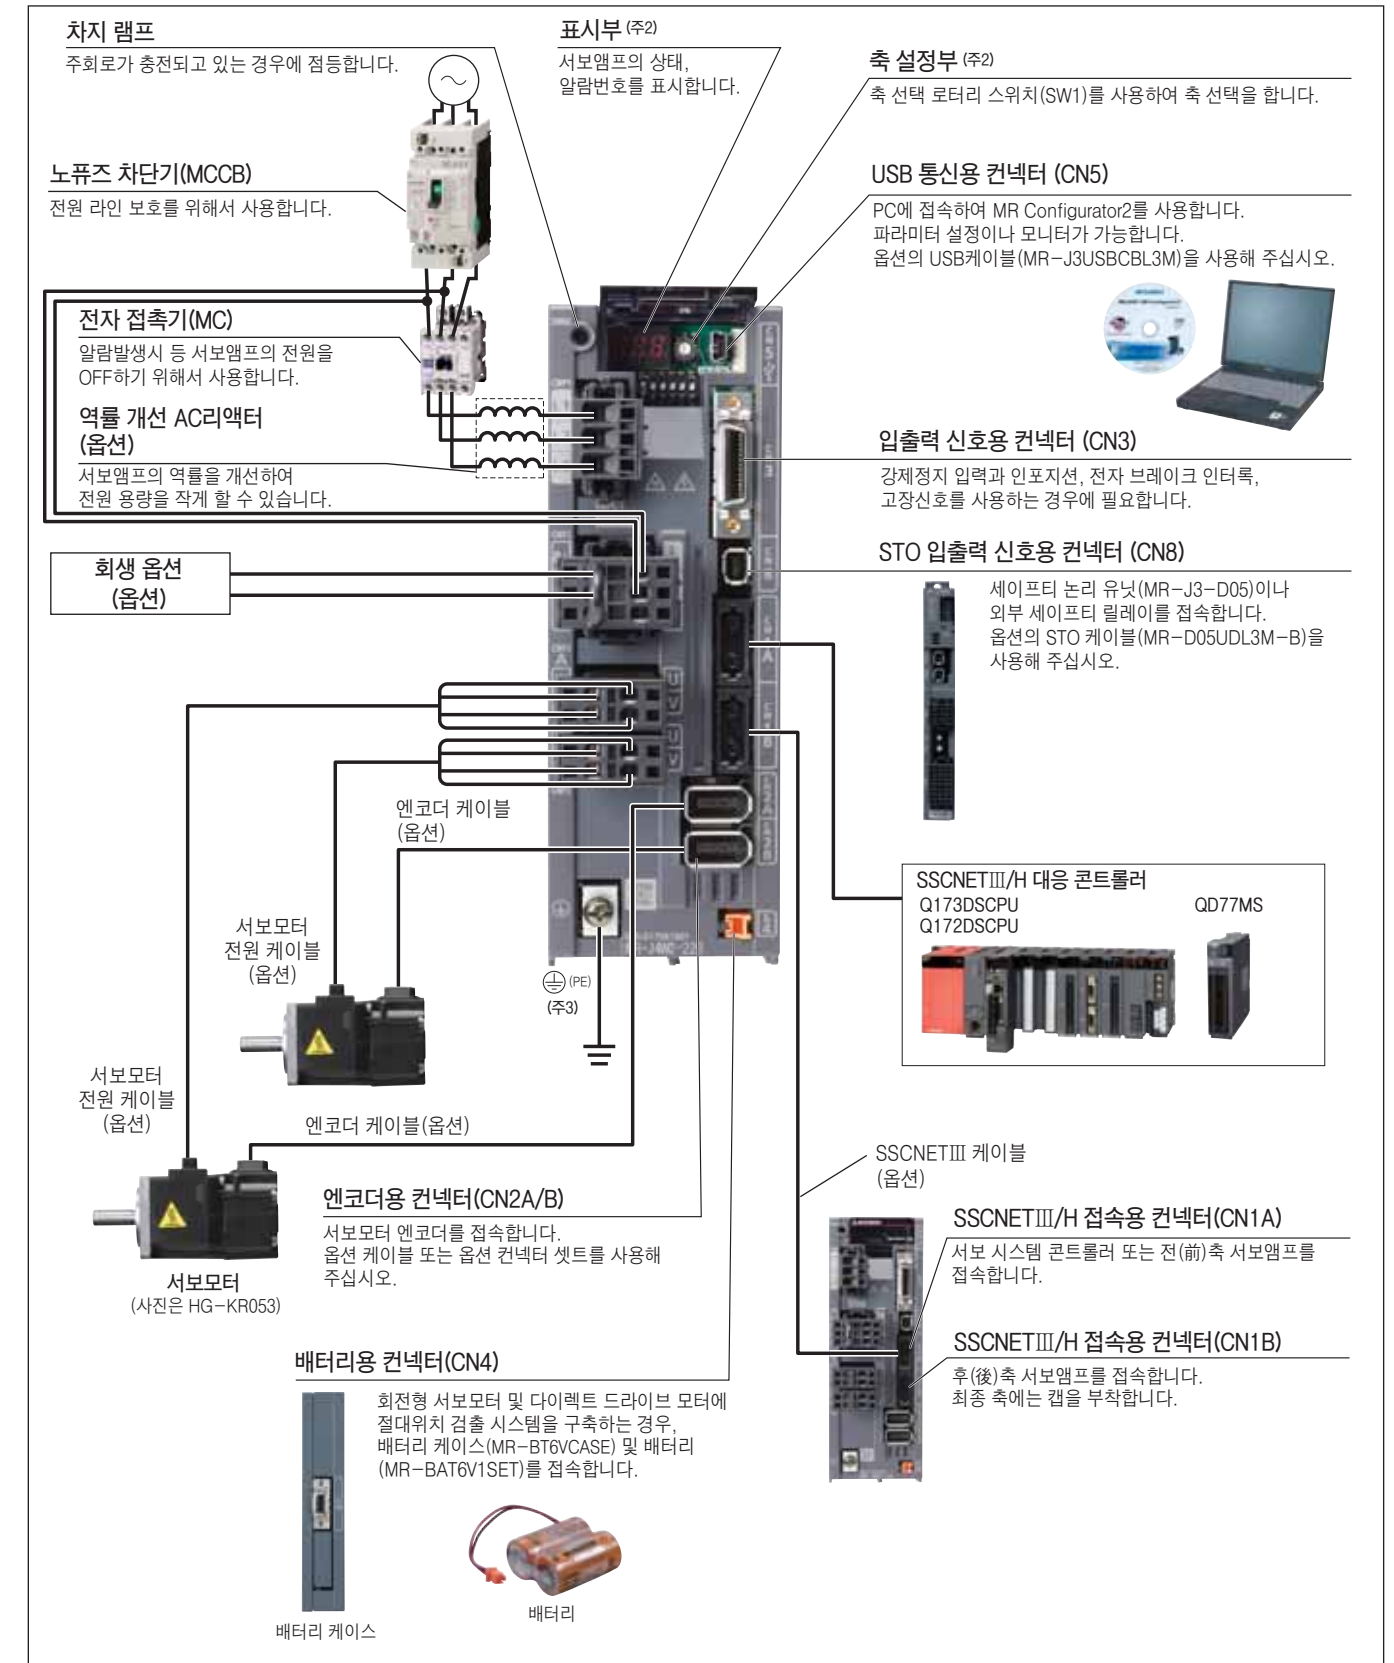 차지 램프
주회로가 충전되고 있는 경우에 점등합니다.
표시부 (주2)
서보앰프의 상태,
알람번호를 표시합니다.
축 설정부 (주2)
축 선택 로터리 스위치(SW1)를 사용하여 축 선택을 합니다.
노퓨즈 차단기(MCCB)
전원 라인 보호를 위해서 사용합니다.
USB 통신용 컨넥터 (CN5)
PC에 접속하여 MR Configurator2를 사용합니다.
파라미터 설정이나 모니터가 가능합니다.
옵션의 USB케이블(MR-J3USBCBL3M)을 사용해 주십시오.
전자 접촉기(MC)
알람발생시 등 서보앰프의 전원을
OFF하기 위해서 사용합니다.
역률 개선 AC리액터
(옵션)
서보앰프의 역률을 개선하여
전원 용량을 작게 할 수 있습니다.
입출력 신호용 컨넥터 (CN3)
강제정지 입력과 인포지션, 전자 브레이크 인터록,
고장신호를 사용하는 경우에 필요합니다.
회생 옵션
(옵션)
STO 입출력 신호용 컨넥터 (CN8)
세이프티 논리 유닛(MR-J3-D05)이나
외부 세이프티 릴레이를 접속합니다.
옵션의 STO 케이블(MR-D05UDL3M-B)을
사용해 주십시오.
엔코더 케이블
(옵션)
서보모터
전원 케이블
(옵션)
(PE)
(주3)
SSCNETⅢ/H 대응 콘트롤러
Q173DSCPU
Q172DSCPU
QD77MS
서보모터
전원 케이블
(옵션)
엔코더 케이블(옵션)
SSCNETⅢ 케이블
(옵션)
엔코더용 컨넥터(CN2A/B)
서보모터 엔코더를 접속합니다.
옵션 케이블 또는 옵션 컨넥터 셋트를 사용해
주십시오.
서보모터
(사진은 HG-KR053)
SSCNETⅢ/H 접속용 컨넥터(CN1A)
서보 시스템 콘트롤러 또는 전(前)축 서보앰프를
접속합니다.
SSCNETⅢ/H 접속용 컨넥터(CN1B)
후(後)축 서보앰프를 접속합니다.
최종 축에는 캡을 부착합니다.
배터리용 컨넥터(CN4)
회전형 서보모터 및 다이렉트 드라이브 모터에
절대위치 검출 시스템을 구축하는 경우,
배터리 케이스(MR-BT6VCASE) 및 배터리
(MR-BAT6V1SET)를 접속합니다.
배터리 케이스
배터리